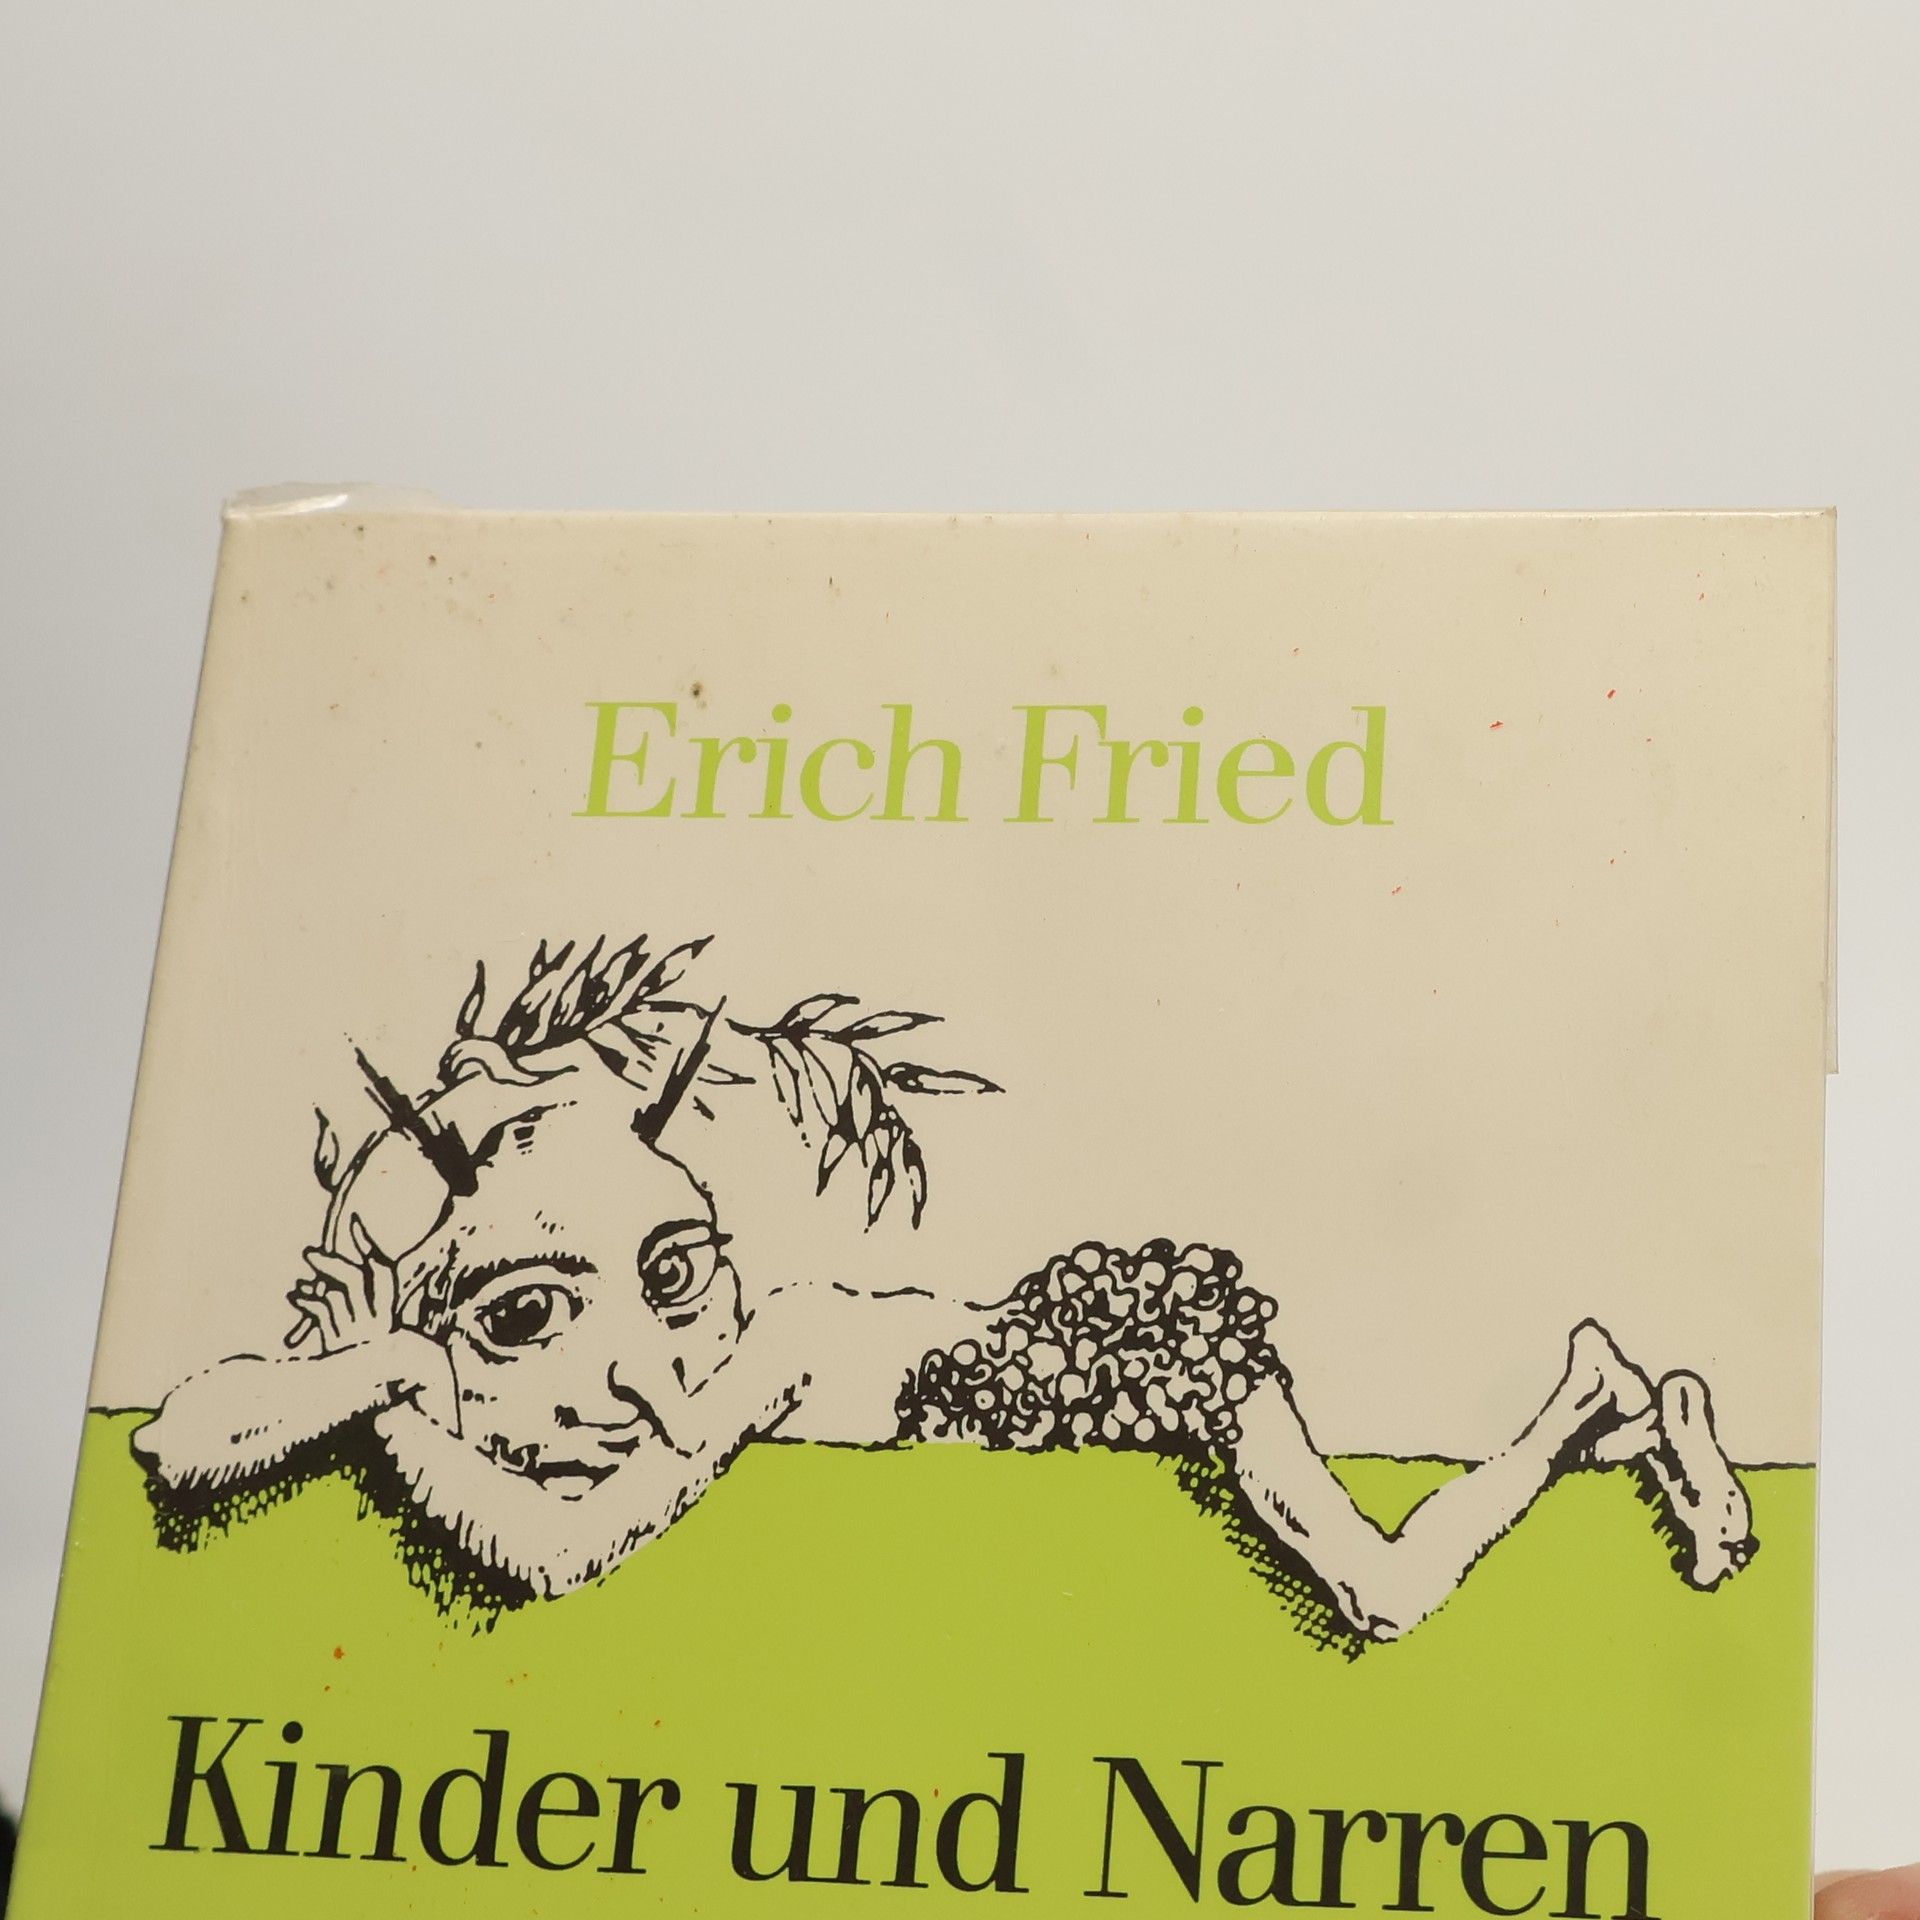 Erich Fried
Kinder und Narren